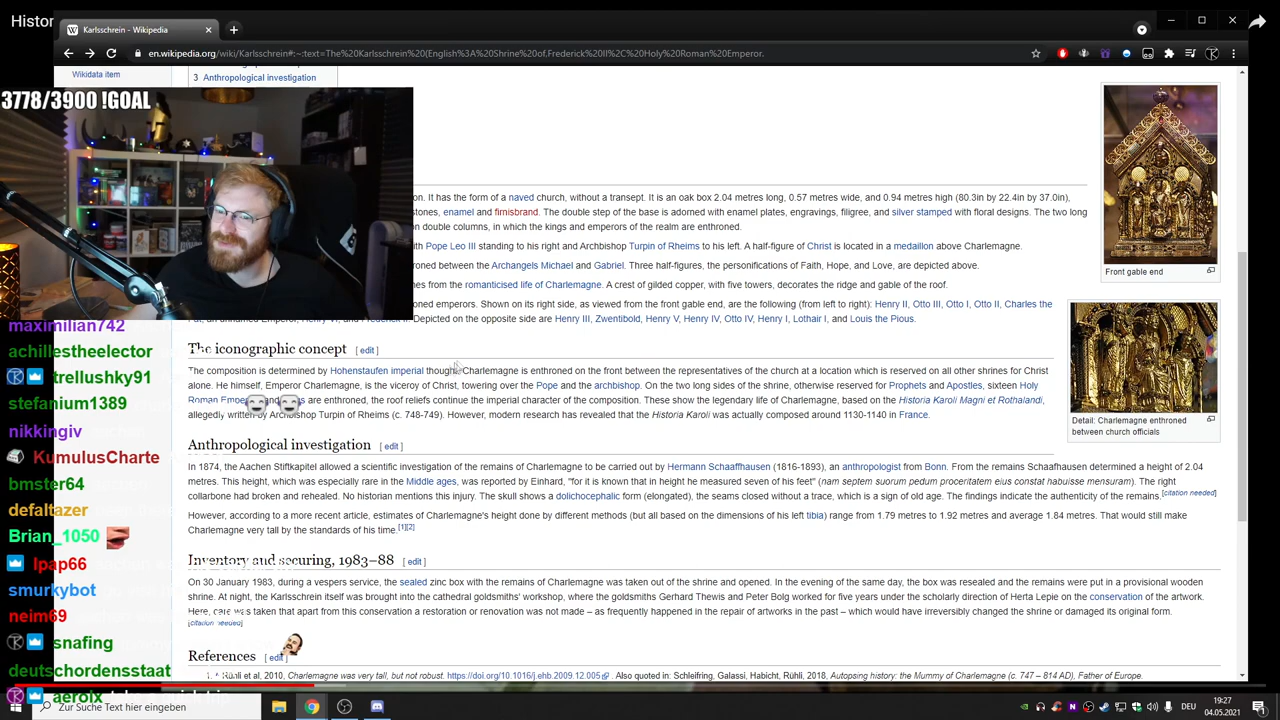 Histor
Karlsschrein - Wikipedia
en.wikipedia.org/wiki/Karlsschrein#:~:text=The%20Karlsschrein (English%3A%20Shrine of,Frederick II%2C Holy Roman Emperor.
Wikidata item
3 Anthropological investigation
3778/3900 !GOAL
on. It has the form of a naved church, without a transept. It is an oak box 2.04 metres long, 0.57 metres wide, and 0.94 metres high (80.3in by 22.4in by 37.0in),
tones, enamel and firnisbrand. The double step of the base is adorned with enamel plates, engravings, filigree, and silver stamped with floral designs. The two long
n double columns, in which the kings and emperors of the realm are enthroned.
ith Pope Leo III standing to his right and Archbishop Turpin of Rheims to his left. A half-figure of Christ is located in a medaillon above Charlemagne.
roned between the Archangels Michael and Gabriel. Three half-figures, the personifications of Faith, Hope, and Love, are depicted above.
nes from the romanticised life of Charlemagne. A crest of gilded copper, with five towers, decorates the ridge and gable of the roof.
oned emperors. Shown on its right side, as viewed from the front gable end, are the following (from left to right): Henry II, Otto III, Otto I, Otto II, Charles the
Depicted on the opposite side are Henry III, Zwentibold, Henry V, Henry IV, Otto IV, Henry I, Lothair I, and Louis the Pious.
Front gable end
Detail: Charlemagne enthroned
between church officials
The iconographic concept [ edit ]
The composition is determined by Hohenstaufen imperial though Charlemagne is enthroned on the front between the representatives of the church at a location which is reserved on all other shrines for Christ
alone. He himself, Emperor Charlemagne, is the viceroy of Christ, towering over the Pope and the archbishop. On the two long sides of the shrine, otherwise reserved for Prophets and Apostles, sixteen Holy
Roman are enthroned, the roof reliefs continue the imperial character of the composition. These show the legendary life of Charlemagne, based on the Historia Karoli Magni et Rothalandi,
allegedly written by Archbishop Turpin of Rheims (c. 748-749). However, modern research has revealed that the Historia Karoli was actually composed around 1130-1140 in France.
Anthropological investigation [ edit ]
In 1874, the Aachen Stiftkapitel allowed a scientific investigation of the remains of Charlemagne to be carried out by Hermann Schaaffhausen (1816-1893), an anthropologist from Bonn. From the remains Schaafhausen determined a height of 2.04
metres. This height, which was especially rare in the Middle ages, was reported by Einhard, "for it is known that in height he measured seven of his feet" (nam septem suorum pedum proceritatem eius constat habuisse mensuram). The right
collarbone had broken and rehealed. No historian mentions this injury. The skull shows a dolichocephalic form (elongated), the seams closed without a trace, which is a sign of old age. The findings indicate the authenticity of the remains.[citation needed]
However, according to a more recent article, estimates of Charlemagne's height done by different methods (but all based on the dimensions of his left tibia) range from 1.79 metres to 1.92 metres and average 1.84 metres. That would still make
Charlemagne very tall by the standards of his time.[1][2]
Inventory and securing, 1983–88 [ edit ]
On 30 January 1983, during a vespers service, the sealed zinc box with the remains of Charlemagne was taken out of the shrine and opened. In the evening of the same day, the box was resealed and the remains were put in a provisional wooden
shrine. At night, the Karlsschrein itself was brought into the cathedral goldsmiths' workshop, where the goldsmiths Gerhard Thewis and Peter Bolg worked for five years under the scholarly direction of Herta Lepie on the conservation of the artwork.
Here, care was taken that apart from this conservation a restoration or renovation was not made – as frequently happened in the case of artworks in the past – which would have irreversibly changed the shrine or damaged its original form.
[citation needed]
References [ edit ]
1. ^ Rühli et al, 2010, Charlemagne was very tall, but not robust. https://doi.org/10.1016/j.jchb.2009.12.005 . Also quoted in: Schleifring, Galassi, Habicht, Rühli, 2018, Autopsing history: the Mummy of Charlemagne (c. 747 – 814 AD), Father of Europe.
maximilian742
achillestheelector
trellushky91
stefanium1389
nikkingiv
KumulusCharte
bmster64
defaltazer
Brian_1050
lpap66
smurkybot
neim69
snafing
deutschordensstaat
aerolx
Zur Suche Text hier eingeben
DEU
19:27
04.05.2021